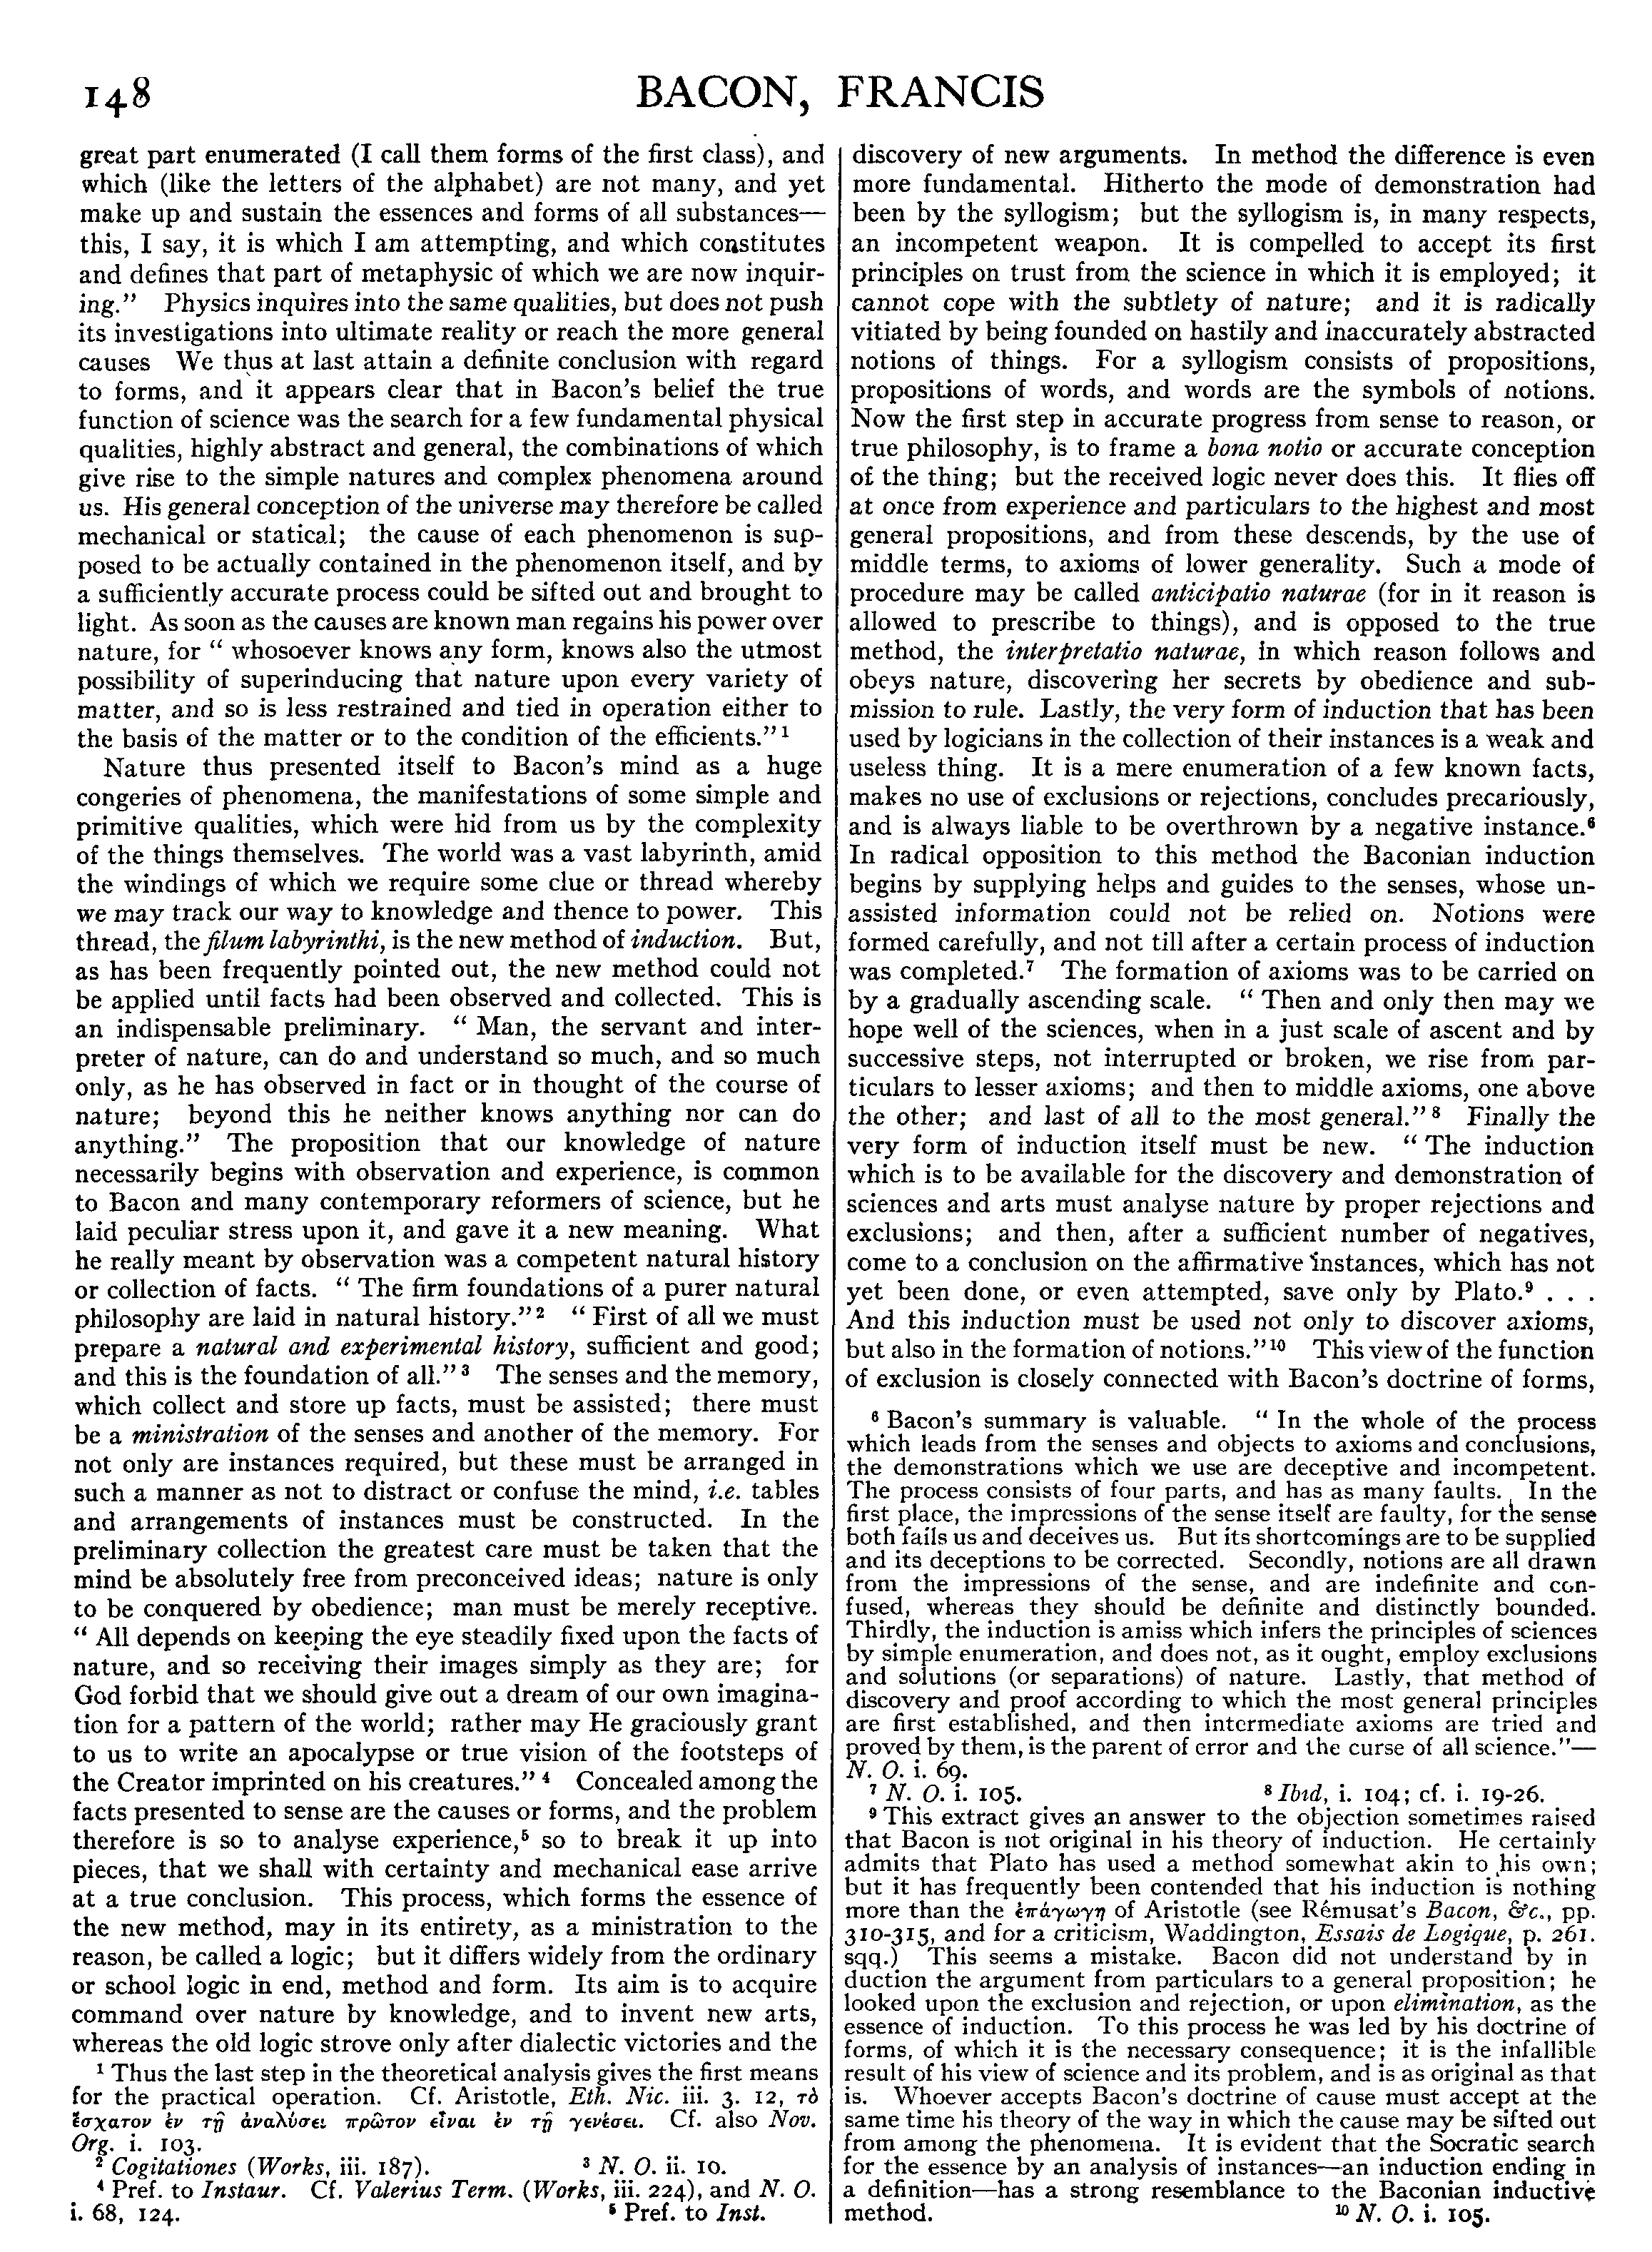 148
BACON, FRANCIS
great part enumerated (I call them forms of the first class), and
which (like the letters of the alphabet) are not many, and yet
make up and sustain the essences and forms of all substances—
this, I say, it is which I am attempting, and which constitutes
and defines that part of metaphysic of which we are now inquir-
ing.” Physics inquires into the same qualities, but does not push
its investigations into ultimate reality or reach the more general
causes We thus at last attain a definite conclusion with regard
to forms, and it appears clear that in Bacon’s belief the true
function of science was the search for a few fundamental physical
qualities, highly abstract and general, the combinations of which
give rise to the simple natures and complex phenomena around
us. His general conception of the universe may therefore be called
mechanical or statical; the cause of each phenomenon is sup-
posed to be actually contained in the phenomenon itself, and by
a sufficiently accurate process could be sifted out and brought to
light. As soon as the causes are known man regains his power over
nature, for “ whosoever knows any form, knows also the utmost
possibility of superinducing that nature upon every variety of
matter, and so is less restrained and tied in operation either to
the basis of the matter or to the condition of the efficients.” ¹
Nature thus presented itself to Bacon’s mind as a huge
congeries of phenomena, the manifestations of some simple and
primitive qualities, which were hid from us by the complexity
of the things themselves. The world was a vast labyrinth, amid
the windings of which we require some clue or thread whereby
we may track our way to knowledge and thence to power. This
thread, the filum labyrinthi, is the new method of induction. But,
as has been frequently pointed out, the new method could not
be applied until facts had been observed and collected. This is
an indispensable preliminary. “ Man, the servant and inter-
preter of nature, can do and understand so much, and so much
only, as he has observed in fact or in thought of the course of
nature; beyond this he neither knows anything nor can do
anything.” The proposition that our knowledge of nature
necessarily begins with observation and experience, is common
to Bacon and many contemporary reformers of science, but he
laid peculiar stress upon it, and gave it a new meaning. What
he really meant by observation was a competent natural history
or collection of facts. “ The firm foundations of a purer natural
philosophy are laid in natural history.” ² “ First of all we must
prepare a natural and experimental history, sufficient and good;
and this is the foundation of all.” ³ The senses and the memory,
which collect and store up facts, must be assisted; there must
be a ministration of the senses and another of the memory. For
not only are instances required, but these must be arranged in
such a manner as not to distract or confuse the mind, i.e. tables
and arrangements of instances must be constructed. In the
preliminary collection the greatest care must be taken that the
mind be absolutely free from preconceived ideas; nature is only
to be conquered by obedience; man must be merely receptive.
“ All depends on keeping the eye steadily fixed upon the facts of
nature, and so receiving their images simply as they are; for
God forbid that we should give out a dream of our own imagina-
tion for a pattern of the world; rather may He graciously grant
to us to write an apocalypse or true vision of the footsteps of
the Creator imprinted on his creatures.” ⁴ Concealed among the
facts presented to sense are the causes or forms, and the problem
therefore is so to analyse experience,⁵ so to break it up into
pieces, that we shall with certainty and mechanical ease arrive
at a true conclusion. This process, which forms the essence of
the new method, may in its entirety, as a ministration to the
reason, be called a logic; but it differs widely from the ordinary
or school logic in end, method and form. Its aim is to acquire
command over nature by knowledge, and to invent new arts,
whereas the old logic strove only after dialectic victories and the
¹ Thus the last step in the theoretical analysis gives the first means
for the practical operation. Cf. Aristotle, Eth. Nic. iii. 3. 12, τὸ
ἔσχατον ἐν τῇ ἀναλύσει πρῶτον εἶναι ἐν τῇ γενέσει. Cf. also Nov.
Org. i. 103.
² Cogitationes (Works, iii. 187). ³ N. O. ii. 10.
⁴ Pref. to Instaur. Cf. Valerius Term. (Works, iii. 224), and N. O.
i. 68, 124. ⁵ Pref. to Inst.
discovery of new arguments. In method the difference is even
more fundamental. Hitherto the mode of demonstration had
been by the syllogism; but the syllogism is, in many respects,
an incompetent weapon. It is compelled to accept its first
principles on trust from the science in which it is employed; it
cannot cope with the subtlety of nature; and it is radically
vitiated by being founded on hastily and inaccurately abstracted
notions of things. For a syllogism consists of propositions,
propositions of words, and words are the symbols of notions.
Now the first step in accurate progress from sense to reason, or
true philosophy, is to frame a bona notio or accurate conception
of the thing; but the received logic never does this. It flies off
at once from experience and particulars to the highest and most
general propositions, and from these descends, by the use of
middle terms, to axioms of lower generality. Such a mode of
procedure may be called anticipatio naturae (for in it reason is
allowed to prescribe to things), and is opposed to the true
method, the interpretatio naturae, in which reason follows and
obeys nature, discovering her secrets by obedience and sub-
mission to rule. Lastly, the very form of induction that has been
used by logicians in the collection of their instances is a weak and
useless thing. It is a mere enumeration of a few known facts,
makes no use of exclusions or rejections, concludes precariously,
and is always liable to be overthrown by a negative instance.⁶
In radical opposition to this method the Baconian induction
begins by supplying helps and guides to the senses, whose un-
assisted information could not be relied on. Notions were
formed carefully, and not till after a certain process of induction
was completed.⁷ The formation of axioms was to be carried on
by a gradually ascending scale. “ Then and only then may we
hope well of the sciences, when in a just scale of ascent and by
successive steps, not interrupted or broken, we rise from par-
ticulars to lesser axioms; and then to middle axioms, one above
the other; and last of all to the most general.” ⁸ Finally the
very form of induction itself must be new. “ The induction
which is to be available for the discovery and demonstration of
sciences and arts must analyse nature by proper rejections and
exclusions; and then, after a sufficient number of negatives,
come to a conclusion on the affirmative instances, which has not
yet been done, or even attempted, save only by Plato.⁹ . . .
And this induction must be used not only to discover axioms,
but also in the formation of notions.” ¹⁰ This view of the function
of exclusion is closely connected with Bacon’s doctrine of forms,
⁶ Bacon’s summary is valuable. “ In the whole of the process
which leads from the senses and objects to axioms and conclusions,
the demonstrations which we use are deceptive and incompetent.
The process consists of four parts, and has as many faults. In the
first place, the impressions of the sense itself are faulty, for the sense
both fails us and deceives us. But its shortcomings are to be supplied
and its deceptions to be corrected. Secondly, notions are all drawn
from the impressions of the sense, and are indefinite and con-
fused, whereas they should be definite and distinctly bounded.
Thirdly, the induction is amiss which infers the principles of sciences
by simple enumeration, and does not, as it ought, employ exclusions
and solutions (or separations) of nature. Lastly, that method of
discovery and proof according to which the most general principles
are first established, and then intermediate axioms are tried and
proved by them, is the parent of error and the curse of all science.”—
N. O. i. 69.
⁷ N. O. i. 105. ⁸ Ibid, i. 104; cf. i. 19-26.
⁹ This extract gives an answer to the objection sometimes raised
that Bacon is not original in his theory of induction. He certainly
admits that Plato has used a method somewhat akin to his own;
but it has frequently been contended that his induction is nothing
more than the ἐπάγωγη of Aristotle (see Rémusat’s Bacon, &c., pp.
310-315, and for a criticism, Waddington, Essais de Logique, p. 261.
sqq.) This seems a mistake. Bacon did not understand by in
duction the argument from particulars to a general proposition; he
looked upon the exclusion and rejection, or upon elimination, as the
essence of induction. To this process he was led by his doctrine of
forms, of which it is the necessary consequence; it is the infallible
result of his view of science and its problem, and is as original as that
is. Whoever accepts Bacon’s doctrine of cause must accept at the
same time his theory of the way in which the cause may be sifted out
from among the phenomena. It is evident that the Socratic search
for the essence by an analysis of instances—an induction ending in
a definition—has a strong resemblance to the Baconian inductive
method. ¹⁰ N. O. i. 105.